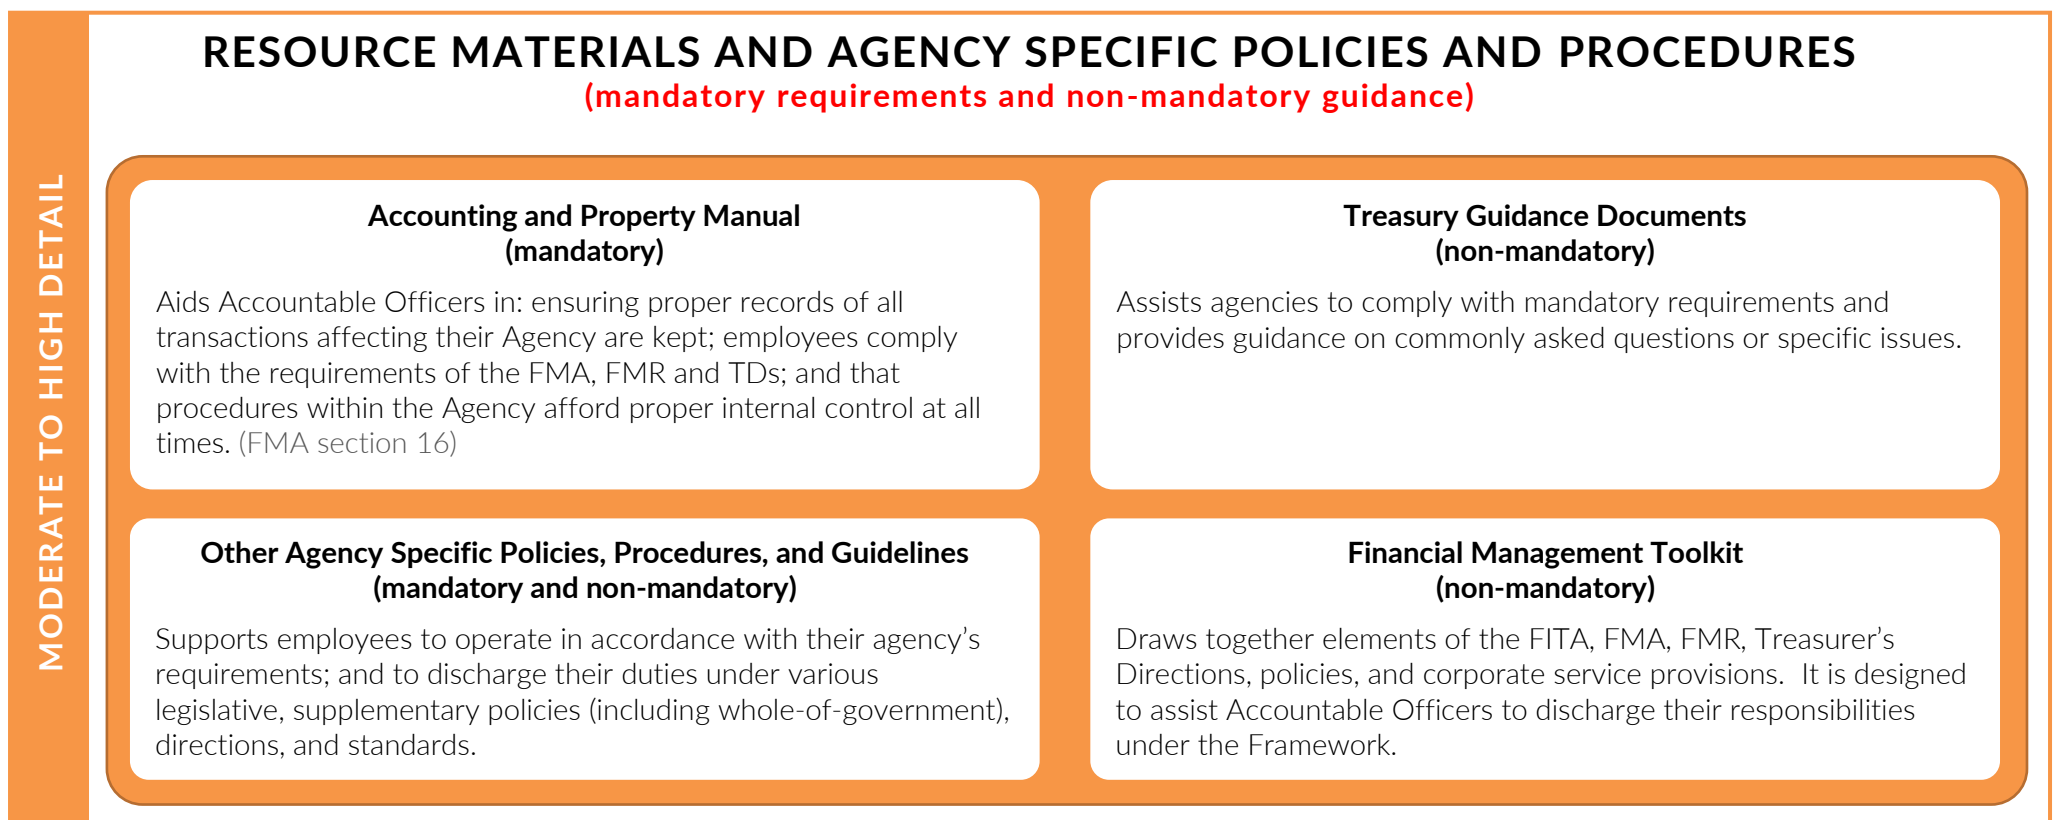 RESOURCE MATERIALS AND AGENCY SPECIFIC POLICIES AND PROCEDURES
(mandatory requirements and non-mandatory guidance)
MODERATE TO HIGH DETAIL
Accounting and Property Manual
(mandatory)
Aids Accountable Officers in: ensuring proper records of all
transactions affecting their Agency are kept; employees comply
with the requirements of the FMA, FMR and TDs; and that
procedures within the Agency afford proper internal control at all
times. (FMA section 16)
Treasury Guidance Documents
(non-mandatory)
Assists agencies to comply with mandatory requirements and
provides guidance on commonly asked questions or specific issues.
Other Agency Specific Policies, Procedures, and Guidelines
(mandatory and non-mandatory)
Supports employees to operate in accordance with their agency’s
requirements; and to discharge their duties under various
legislative, supplementary policies (including whole-of-government),
directions, and standards.
Financial Management Toolkit
(non-mandatory)
Draws together elements of the FITA, FMA, FMR, Treasurer’s
Directions, policies, and corporate service provisions.  It is designed
to assist Accountable Officers to discharge their responsibilities
under the Framework.